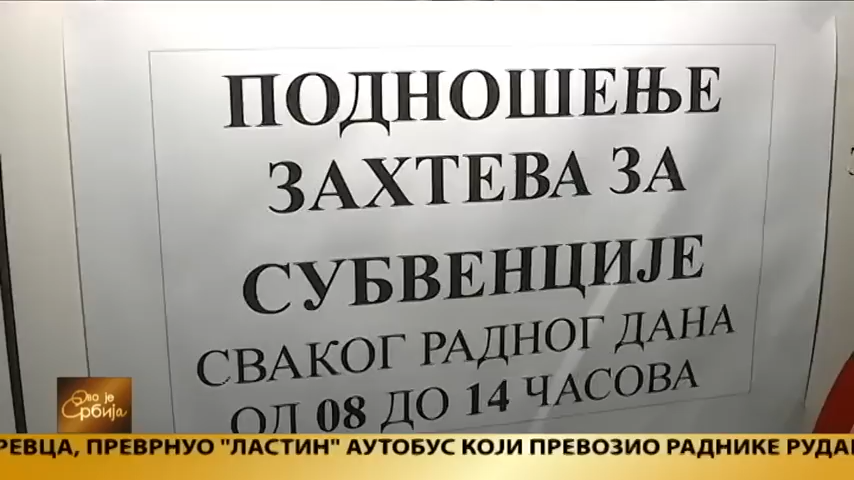 ПОДНОШЕЊЕ
ЗАХТЕВА ЗА
СУБВЕНЦИЈЕ
СВАКОГ РАДНОГ ДАНА
ОД 08 ДО 14 ЧАСОВА
Ово је
Србија
РЕВЦА, ПРЕВРНУО "ЛАСТИН" АУТОБУС КОЈИ ПРЕВОЗИО РАДНИКЕ РУДА